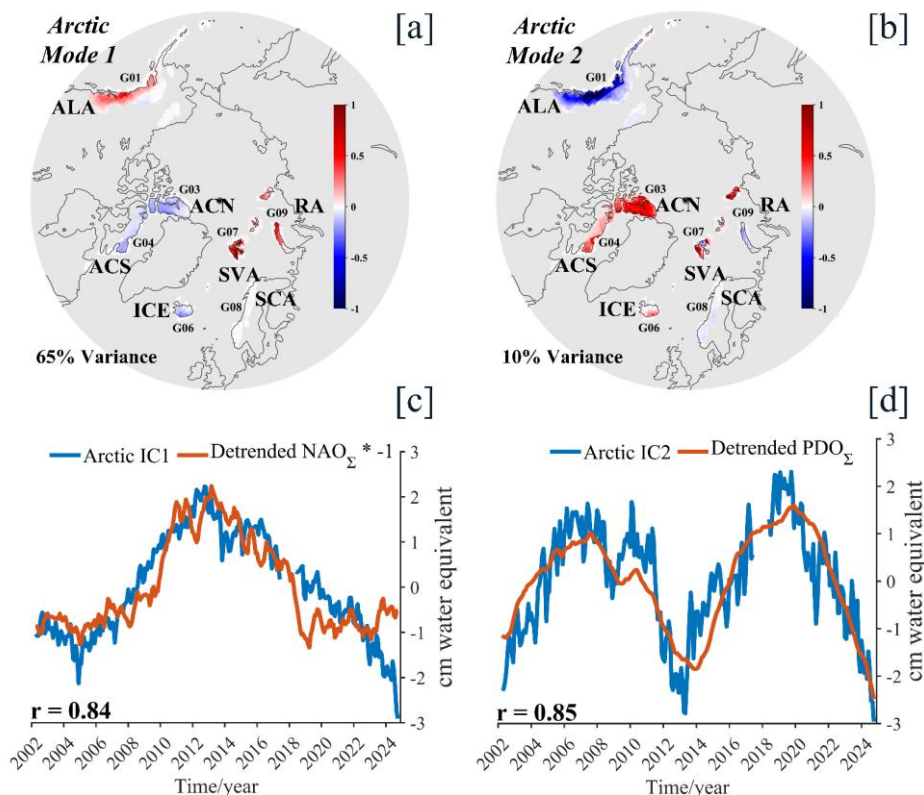 Arctic
Mode 1
[a]
G01
ALA
1
0.5
0
-0.5
-1
G03
ACN
RA
G09
G04
G07
ACS
SVA
SCA
ICE
G08
G06
65% Variance
Arctic
Mode 2
[b]
G01
ALA
1
0.5
0
-0.5
-1
G03
ACN
RA
G09
G04
G07
ACS
SVA
SCA
ICE
G08
G06
10% Variance
[c]
Arctic IC1
Detrended NAO_Σ * -1
3
2
1
0
-1
-2
-3
cm water equivalent
r = 0.84
2002 2004 2006 2008 2010 2012 2014 2016 2018 2020 2022 2024
Time/year
[d]
Arctic IC2
Detrended PDO_Σ
3
2
1
0
-1
-2
-3
cm water equivalent
r = 0.85
2002 2004 2006 2008 2010 2012 2014 2016 2018 2020 2022 2024
Time/year